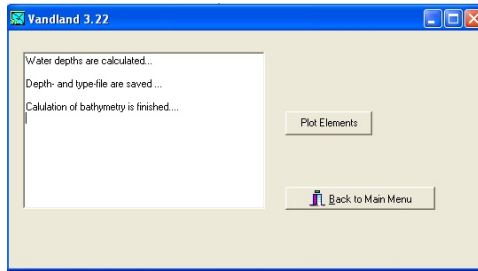 Vandland 3.22
Water depths are calculated...
Depth- and type-file are saved ...
Calulation of bathymetry is finished....
Plot Elements
Back to Main Menu